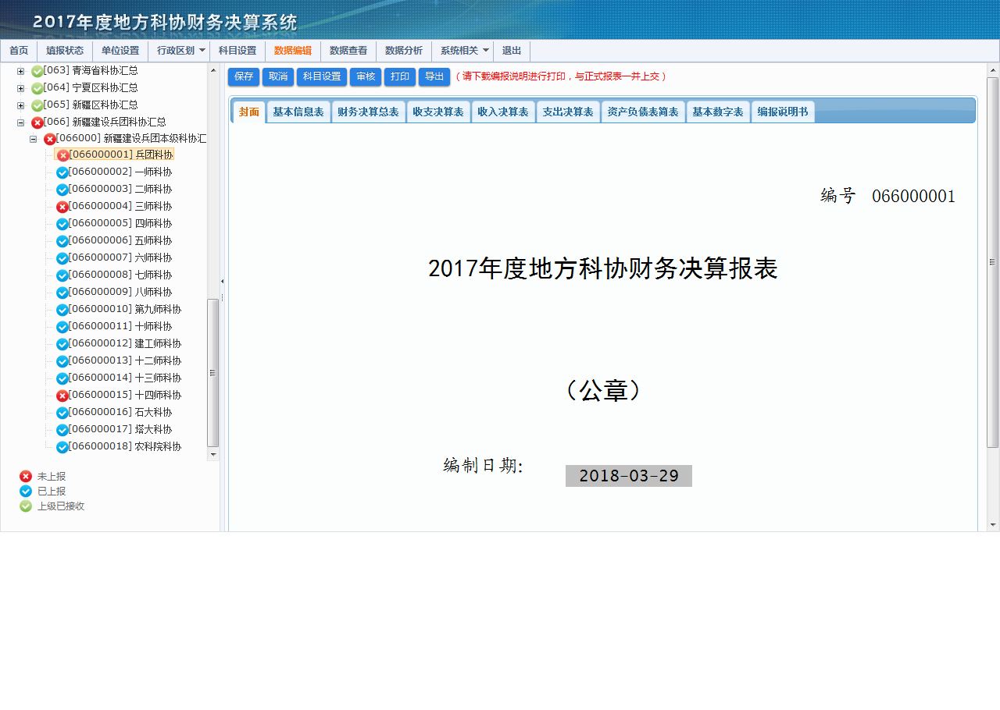 2017年度地方科协财务决算系统
首页 填报状态 单位设置 行政区划 科目设置 数据编辑 数据查看 数据分析 系统相关 退出
[063] 青海省科协汇总
[064] 宁夏区科协汇总
[065] 新疆区科协汇总
[066] 新疆建设兵团科协汇总
[066000] 新疆建设兵团本级科协汇
[066000001] 兵团科协
[066000002] 一师科协
[066000003] 二师科协
[066000004] 三师科协
[066000005] 四师科协
[066000006] 五师科协
[066000007] 六师科协
[066000008] 七师科协
[066000009] 八师科协
[066000010] 第九师科协
[066000011] 十师科协
[066000012] 建工师科协
[066000013] 十二师科协
[066000014] 十三师科协
[066000015] 十四师科协
[066000016] 石大科协
[066000017] 塔大科协
[066000018] 农科院科协
未上报
已上报
上级已接收
保存 取消 科目设置 审核 打印 导出 （请下载编报说明进行打印，与正式报表一并上交）
封面 基本信息表 财务决算总表 收支决算表 收入决算表 支出决算表 资产负债表简表 基本数字表 编报说明书
编号 066000001
2017年度地方科协财务决算报表
（公章）
编制日期: 2018-03-29